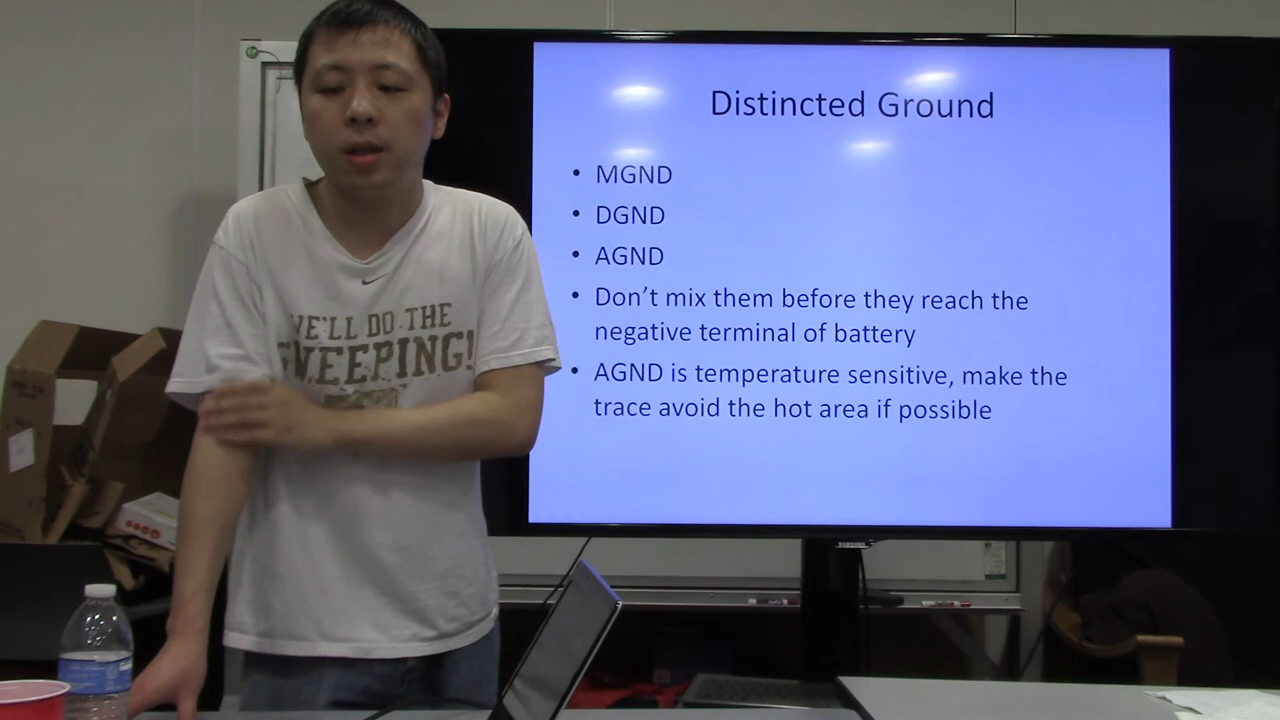 Distincted Ground
• MGND
• DGND
• AGND
• Don't mix them before they reach the
negative terminal of battery
• AGND is temperature sensitive, make the
trace avoid the hot area if possible
WE'LL DO THE
SWEEPING!
SAMSUNG